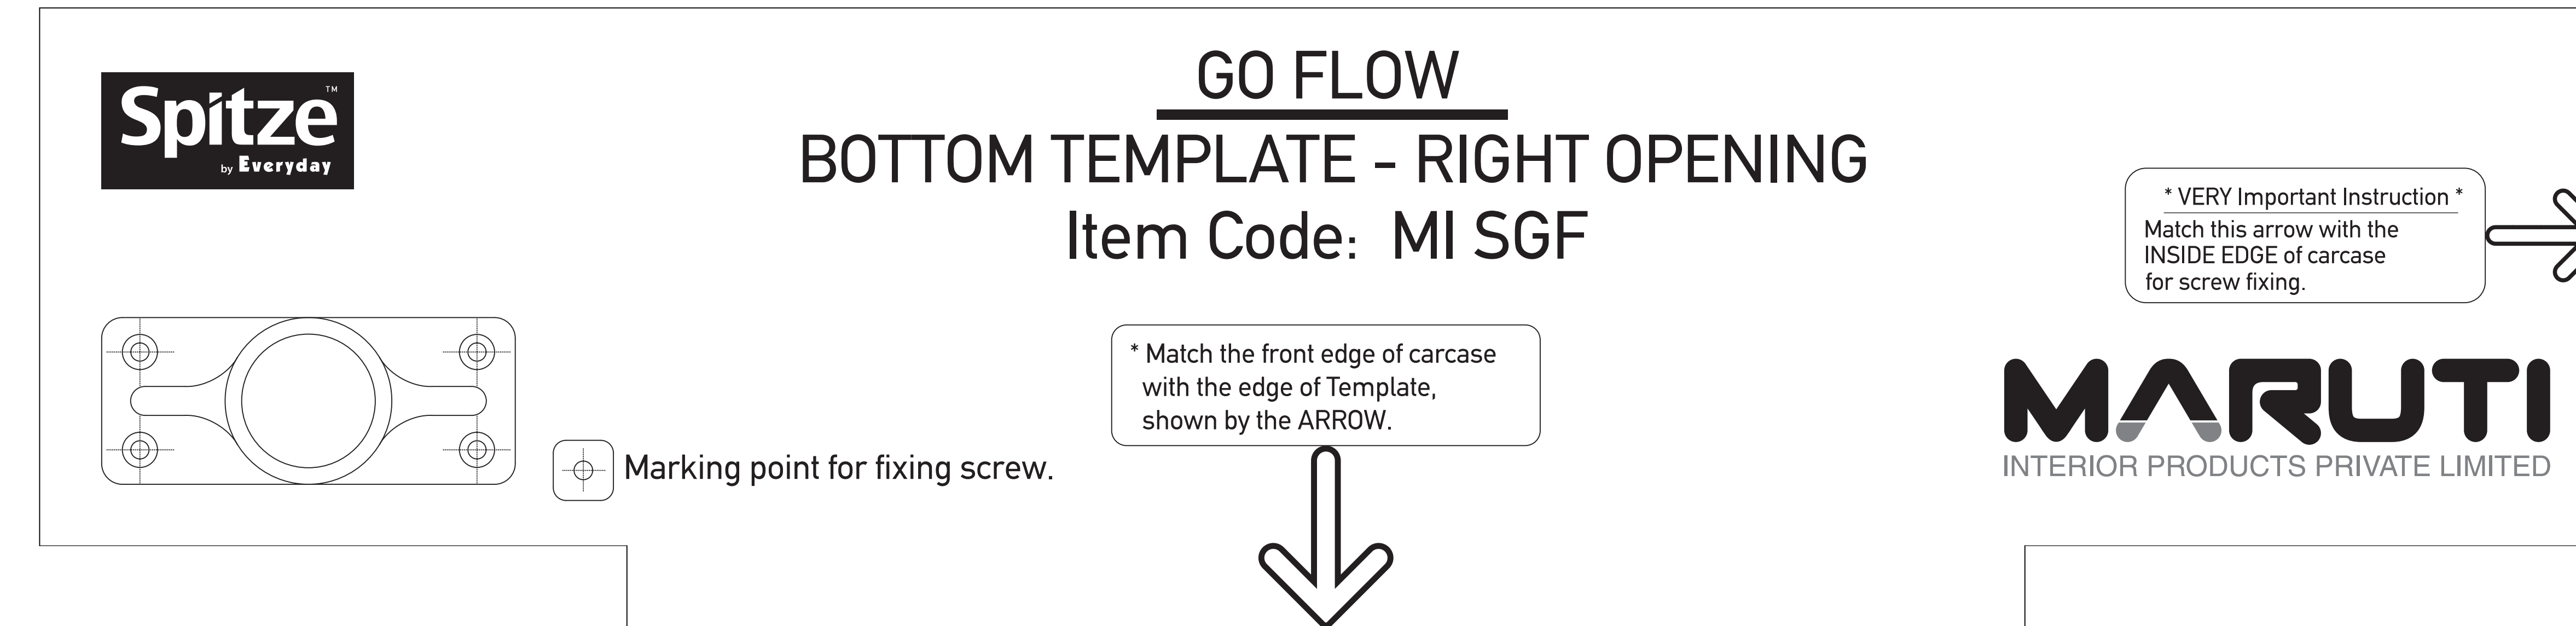 Spitze™
by Everyday
GO FLOW
BOTTOM TEMPLATE - RIGHT OPENING
Item Code: MI SGF
* VERY Important Instruction *
Match this arrow with the
INSIDE EDGE of carcase
for screw fixing.
* Match the front edge of carcase
with the edge of Template,
shown by the ARROW.
Marking point for fixing screw.
MARUTI
INTERIOR PRODUCTS PRIVATE LIMITED